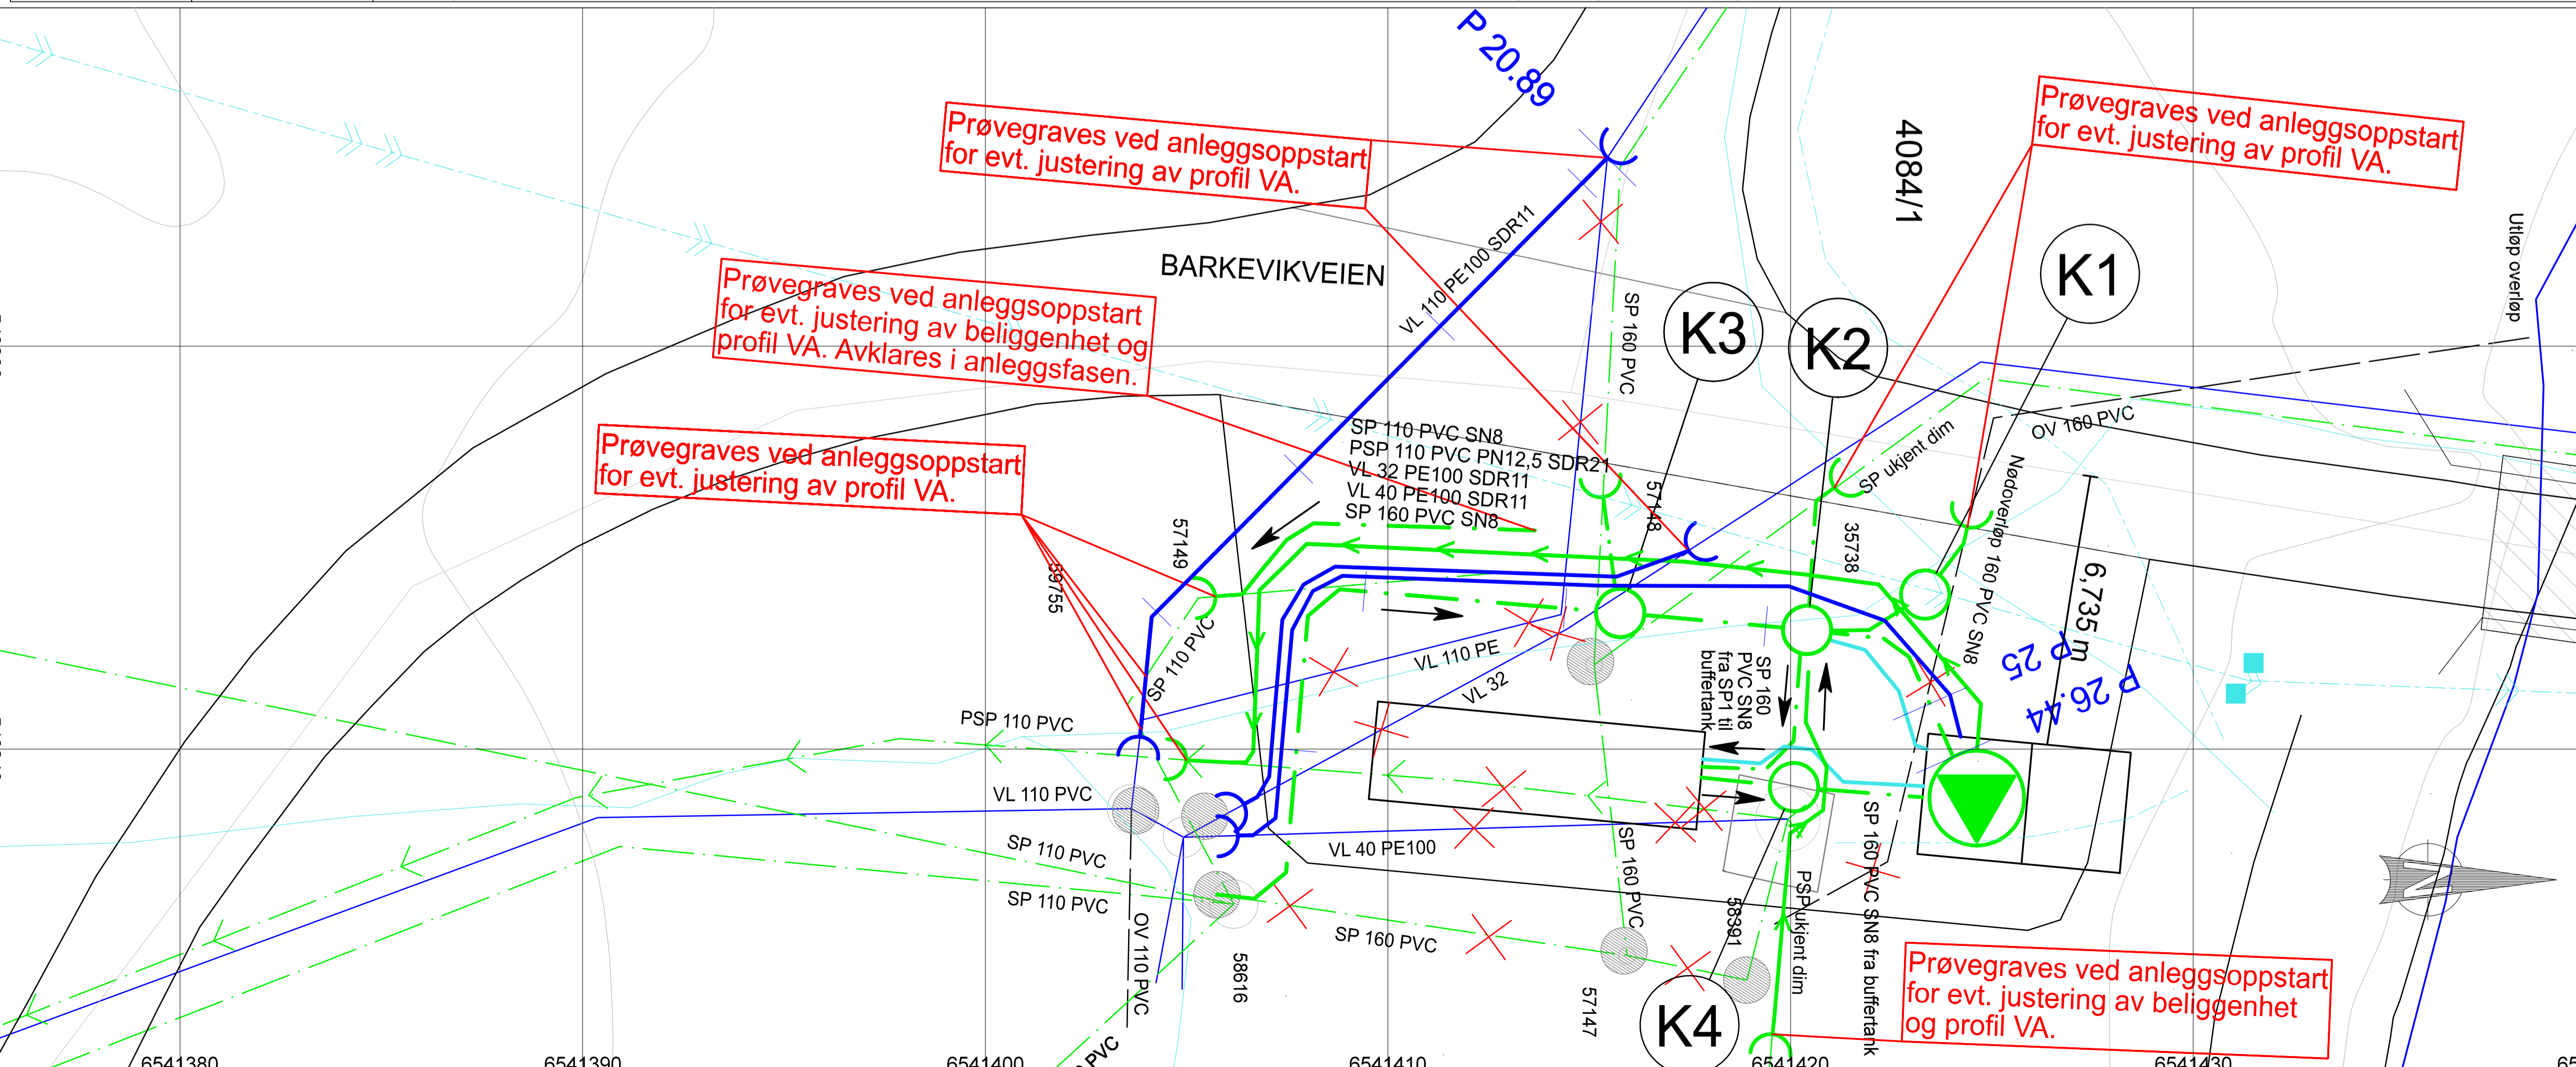 P 20.89
Prøvegraves ved anleggsoppstart
for evt. justering av profil VA.
Prøvegraves ved anleggsoppstart
for evt. justering av profil VA.
4084/1
Utløp overløp
BARKEVIKVEIEN
VL 110 PE100 SDR11
K1
K2
K3
SP 160 PVC
Prøvegraves ved anleggsoppstart
for evt. justering av beliggenhet og
profil VA. Avklares i anleggsfasen.
Prøvegraves ved anleggsoppstart
for evt. justering av profil VA.
SP 110 PVC SN8
PSP 110 PVC PN12,5 SDR21
VL 32 PE100 SDR11
VL 40 PE100 SDR11
SP 160 PVC SN8
SP ukjent dim
OV 160 PVC
Nødoverløp 160 PVC SN8
57148
35738
57149
59755
6,735 m
P 25
P 26.44
SP 110 PVC
VL 110 PE
VL 32
SP 160
PVC SN8
fra SP1 til
buffertank
PSP 110 PVC
VL 110 PVC
SP 110 PVC
SP 110 PVC
OV 110 PVC
VL 40 PE100
SP 160 PVC
SP 160 PVC
58616
57147
58391
PSP ukjent dim
SP 160 PVC SN8 fra buffertank
K4
N
Prøvegraves ved anleggsoppstart
for evt. justering av beliggenhet
og profil VA.
PVC
6541380
6541390
6541400
6541410
6541420
6541430